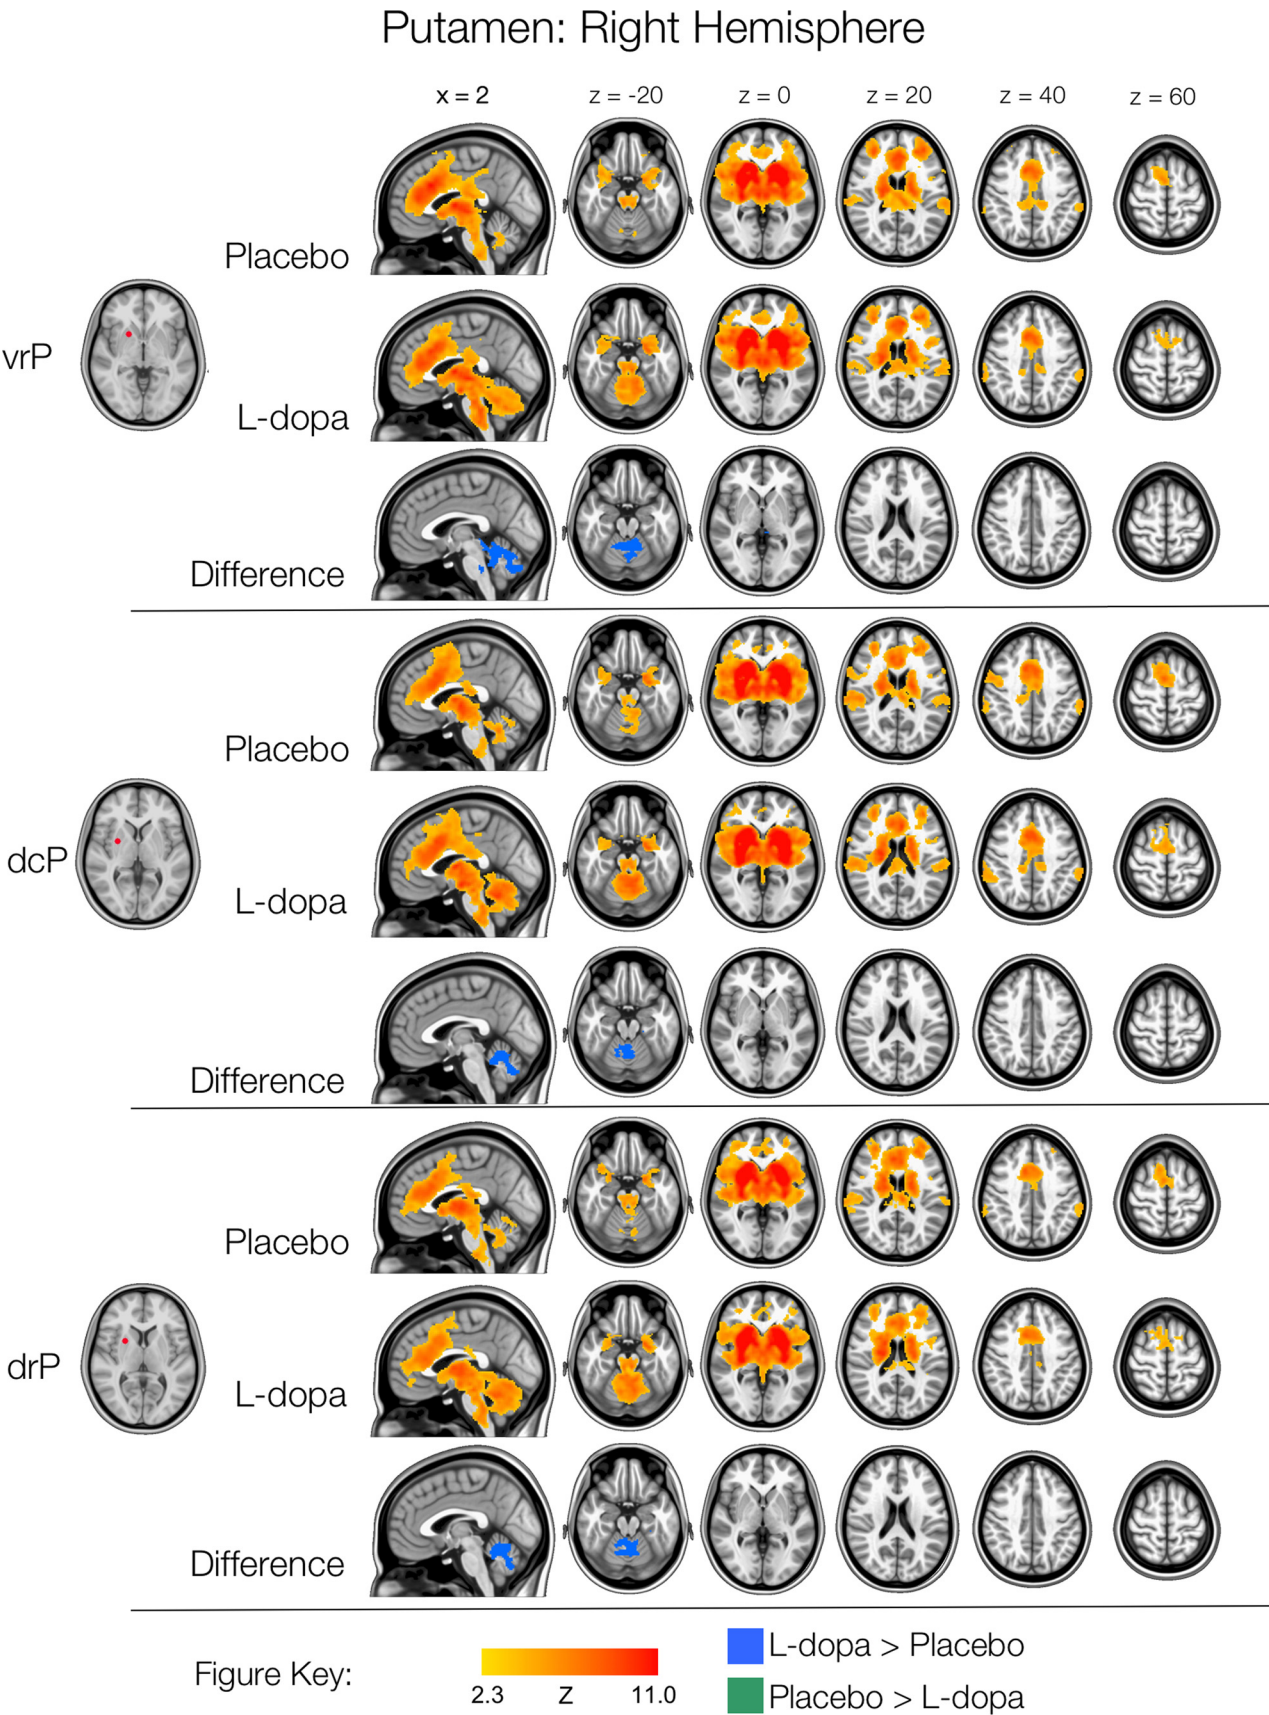 Putamen: Right Hemisphere
x = 2 z = -20 z = 0 z = 20 z = 40 z = 60
Placebo
vrP
L-dopa
Difference
Placebo
dcP
L-dopa
Difference
Placebo
drP
L-dopa
Difference
Figure Key:
2.3 Z 11.0
L-dopa > Placebo
Placebo > L-dopa